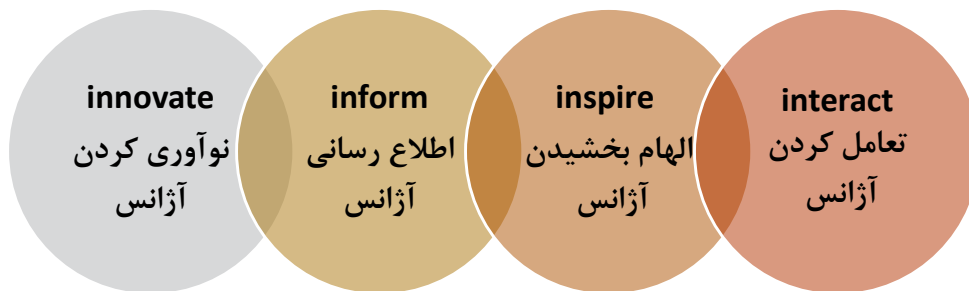 innovate
نوآوری کردن
آژانس
inform
اطلاع رسانی
آژانس
inspire
الهام بخشیدن
آژانس
interact
تعامل کردن
آژانس